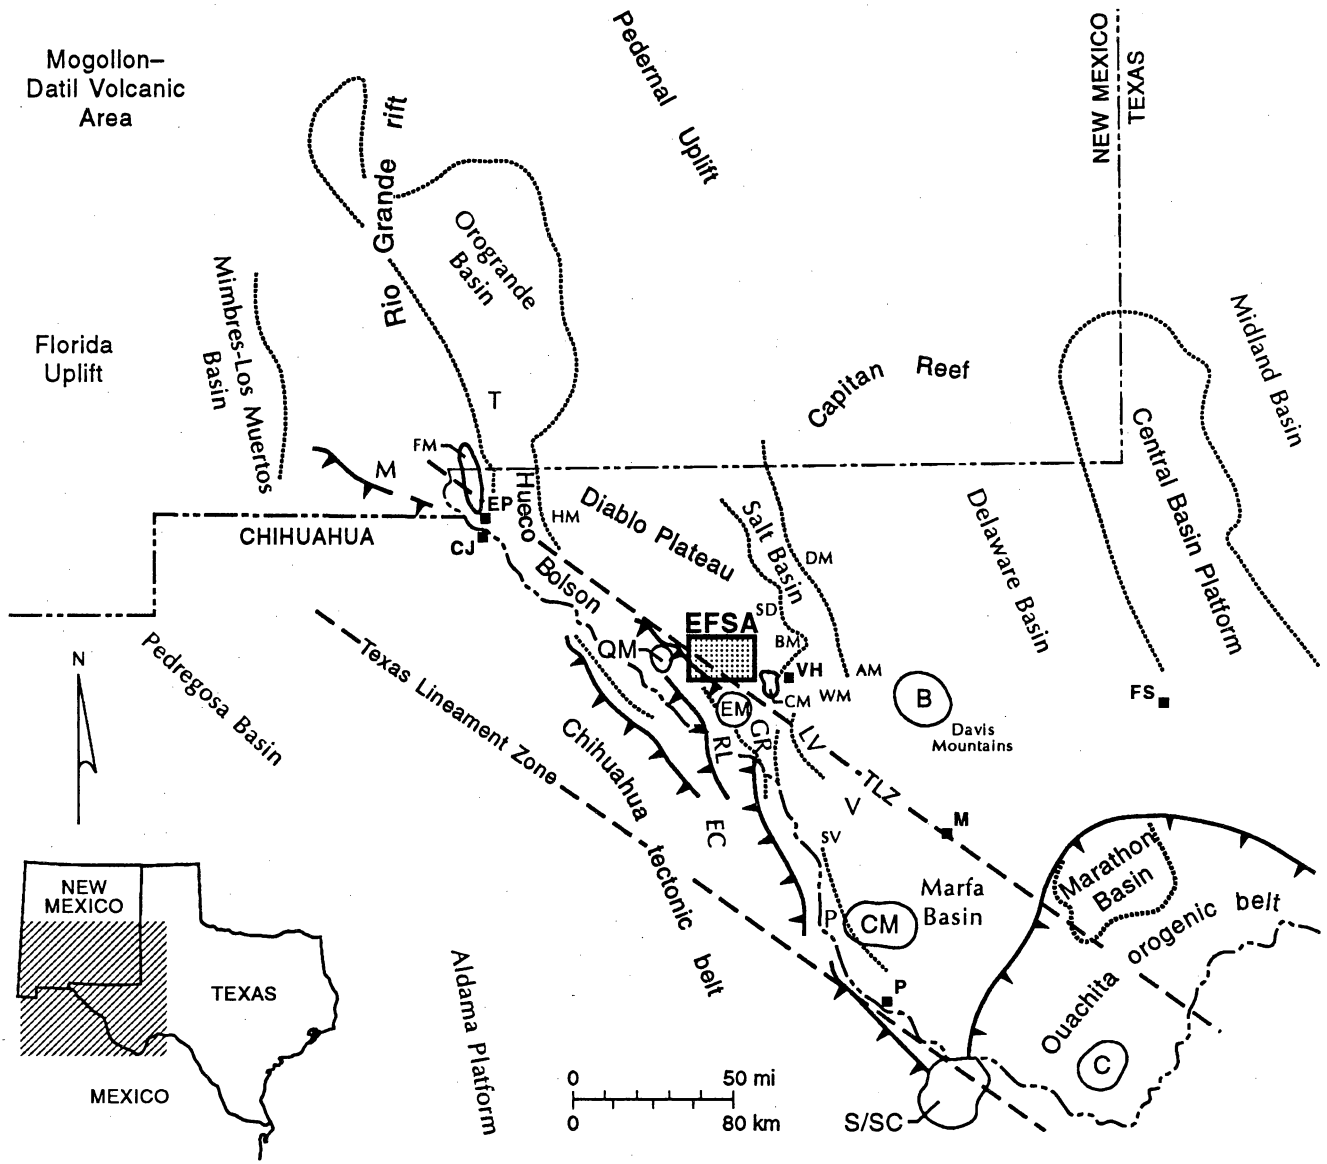 Mogollon–
Datil Volcanic
Area
Pedernal Uplift
NEW MEXICO
TEXAS
Rio Grande rift
Orogrande
Basin
Mimbres-Los Muertos
Basin
Florida
Uplift
Midland Basin
Capitan Reef
T
FM
M
Central Basin Platform
EP
CHIHUAHUA
CJ
Hueco
Bolson
HM
Diablo Plateau
Salt Basin
DM
Delaware Basin
SD
EFSA
BM
QM
VH
AM
CM
WM
B
FS
Davis
Mountains
N
Pedregosa Basin
Texas Lineament Zone
EM
GR
RL
LV
TLZ
V
M
Chihuahua
tectonic
belt
EC
SV
Marathon
Basin
Marfa
Basin
P
CM
Ouachita orogenic belt
NEW
MEXICO
TEXAS
MEXICO
Aldama Platform
P
C
0 50 mi
0 80 km
S/SC